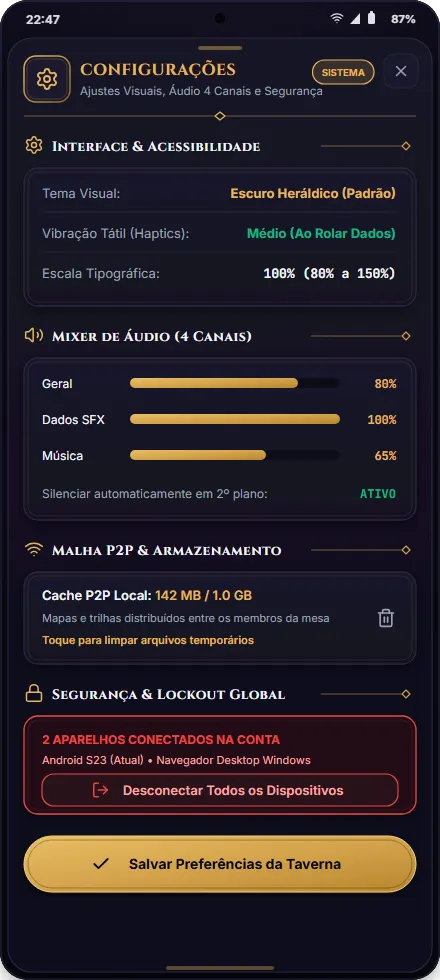 22:47
87%
CONFIGURAÇÕES
SISTEMA
Ajustes Visuais, Áudio 4 Canais e Segurança
Interface & Acessibilidade
Tema Visual: Escuro Heráldico (Padrão)
Vibração Tátil (Haptics): Médio (Ao Rolar Dados)
Escala Tipográfica: 100% (80% a 150%)
Mixer de Áudio (4 Canais)
Geral 80%
Dados SFX 100%
Música 65%
Silenciar automaticamente em 2º plano: ATIVO
Malha P2P & Armazenamento
Cache P2P Local: 142 MB / 1.0 GB
Mapas e trilhas distribuídos entre os membros da mesa
Toque para limpar arquivos temporários
Segurança & Lockout Global
2 APARELHOS CONECTADOS NA CONTA
Android S23 (Atual) • Navegador Desktop Windows
Desconectar Todos os Dispositivos
Salvar Preferências da Taverna